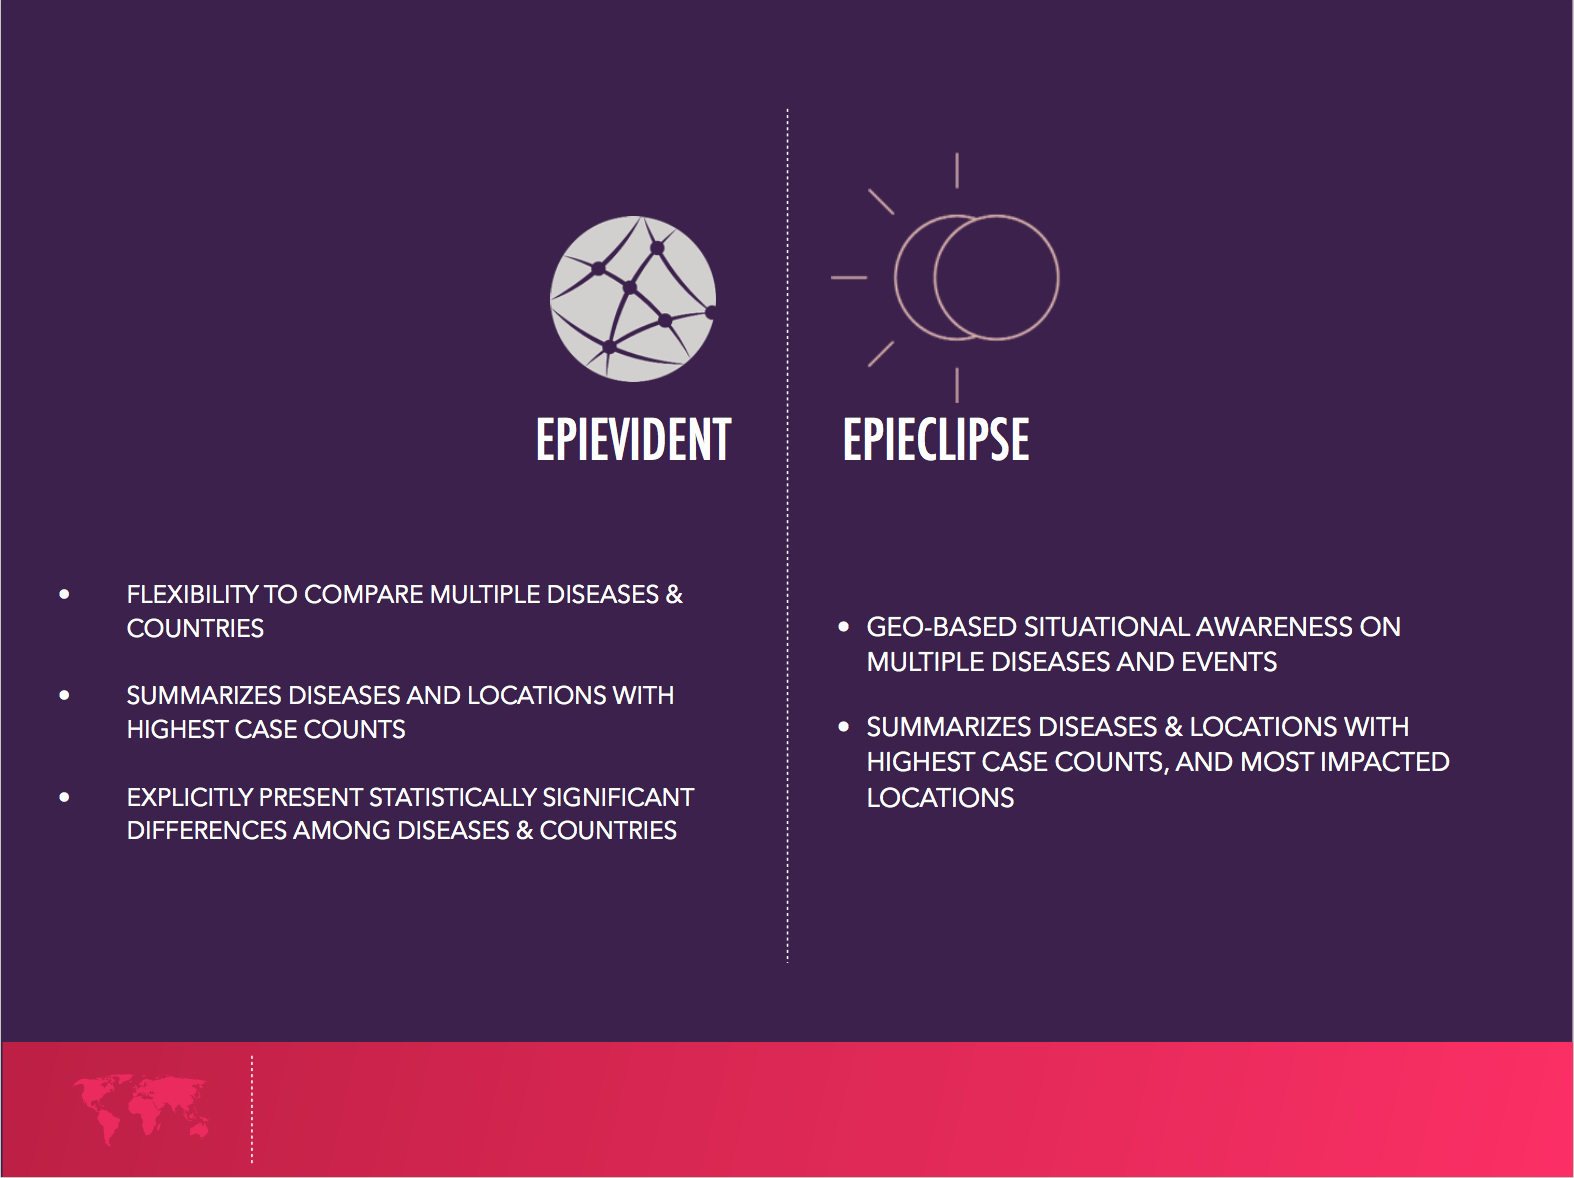 EPIEVIDENT
• FLEXIBILITY TO COMPARE MULTIPLE DISEASES &
COUNTRIES
• SUMMARIZES DISEASES AND LOCATIONS WITH
HIGHEST CASE COUNTS
• EXPLICITLY PRESENT STATISTICALLY SIGNIFICANT
DIFFERENCES AMONG DISEASES & COUNTRIES
EPIECLIPSE
• GEO-BASED SITUATIONAL AWARENESS ON
MULTIPLE DISEASES AND EVENTS
• SUMMARIZES DISEASES & LOCATIONS WITH
HIGHEST CASE COUNTS, AND MOST IMPACTED
LOCATIONS